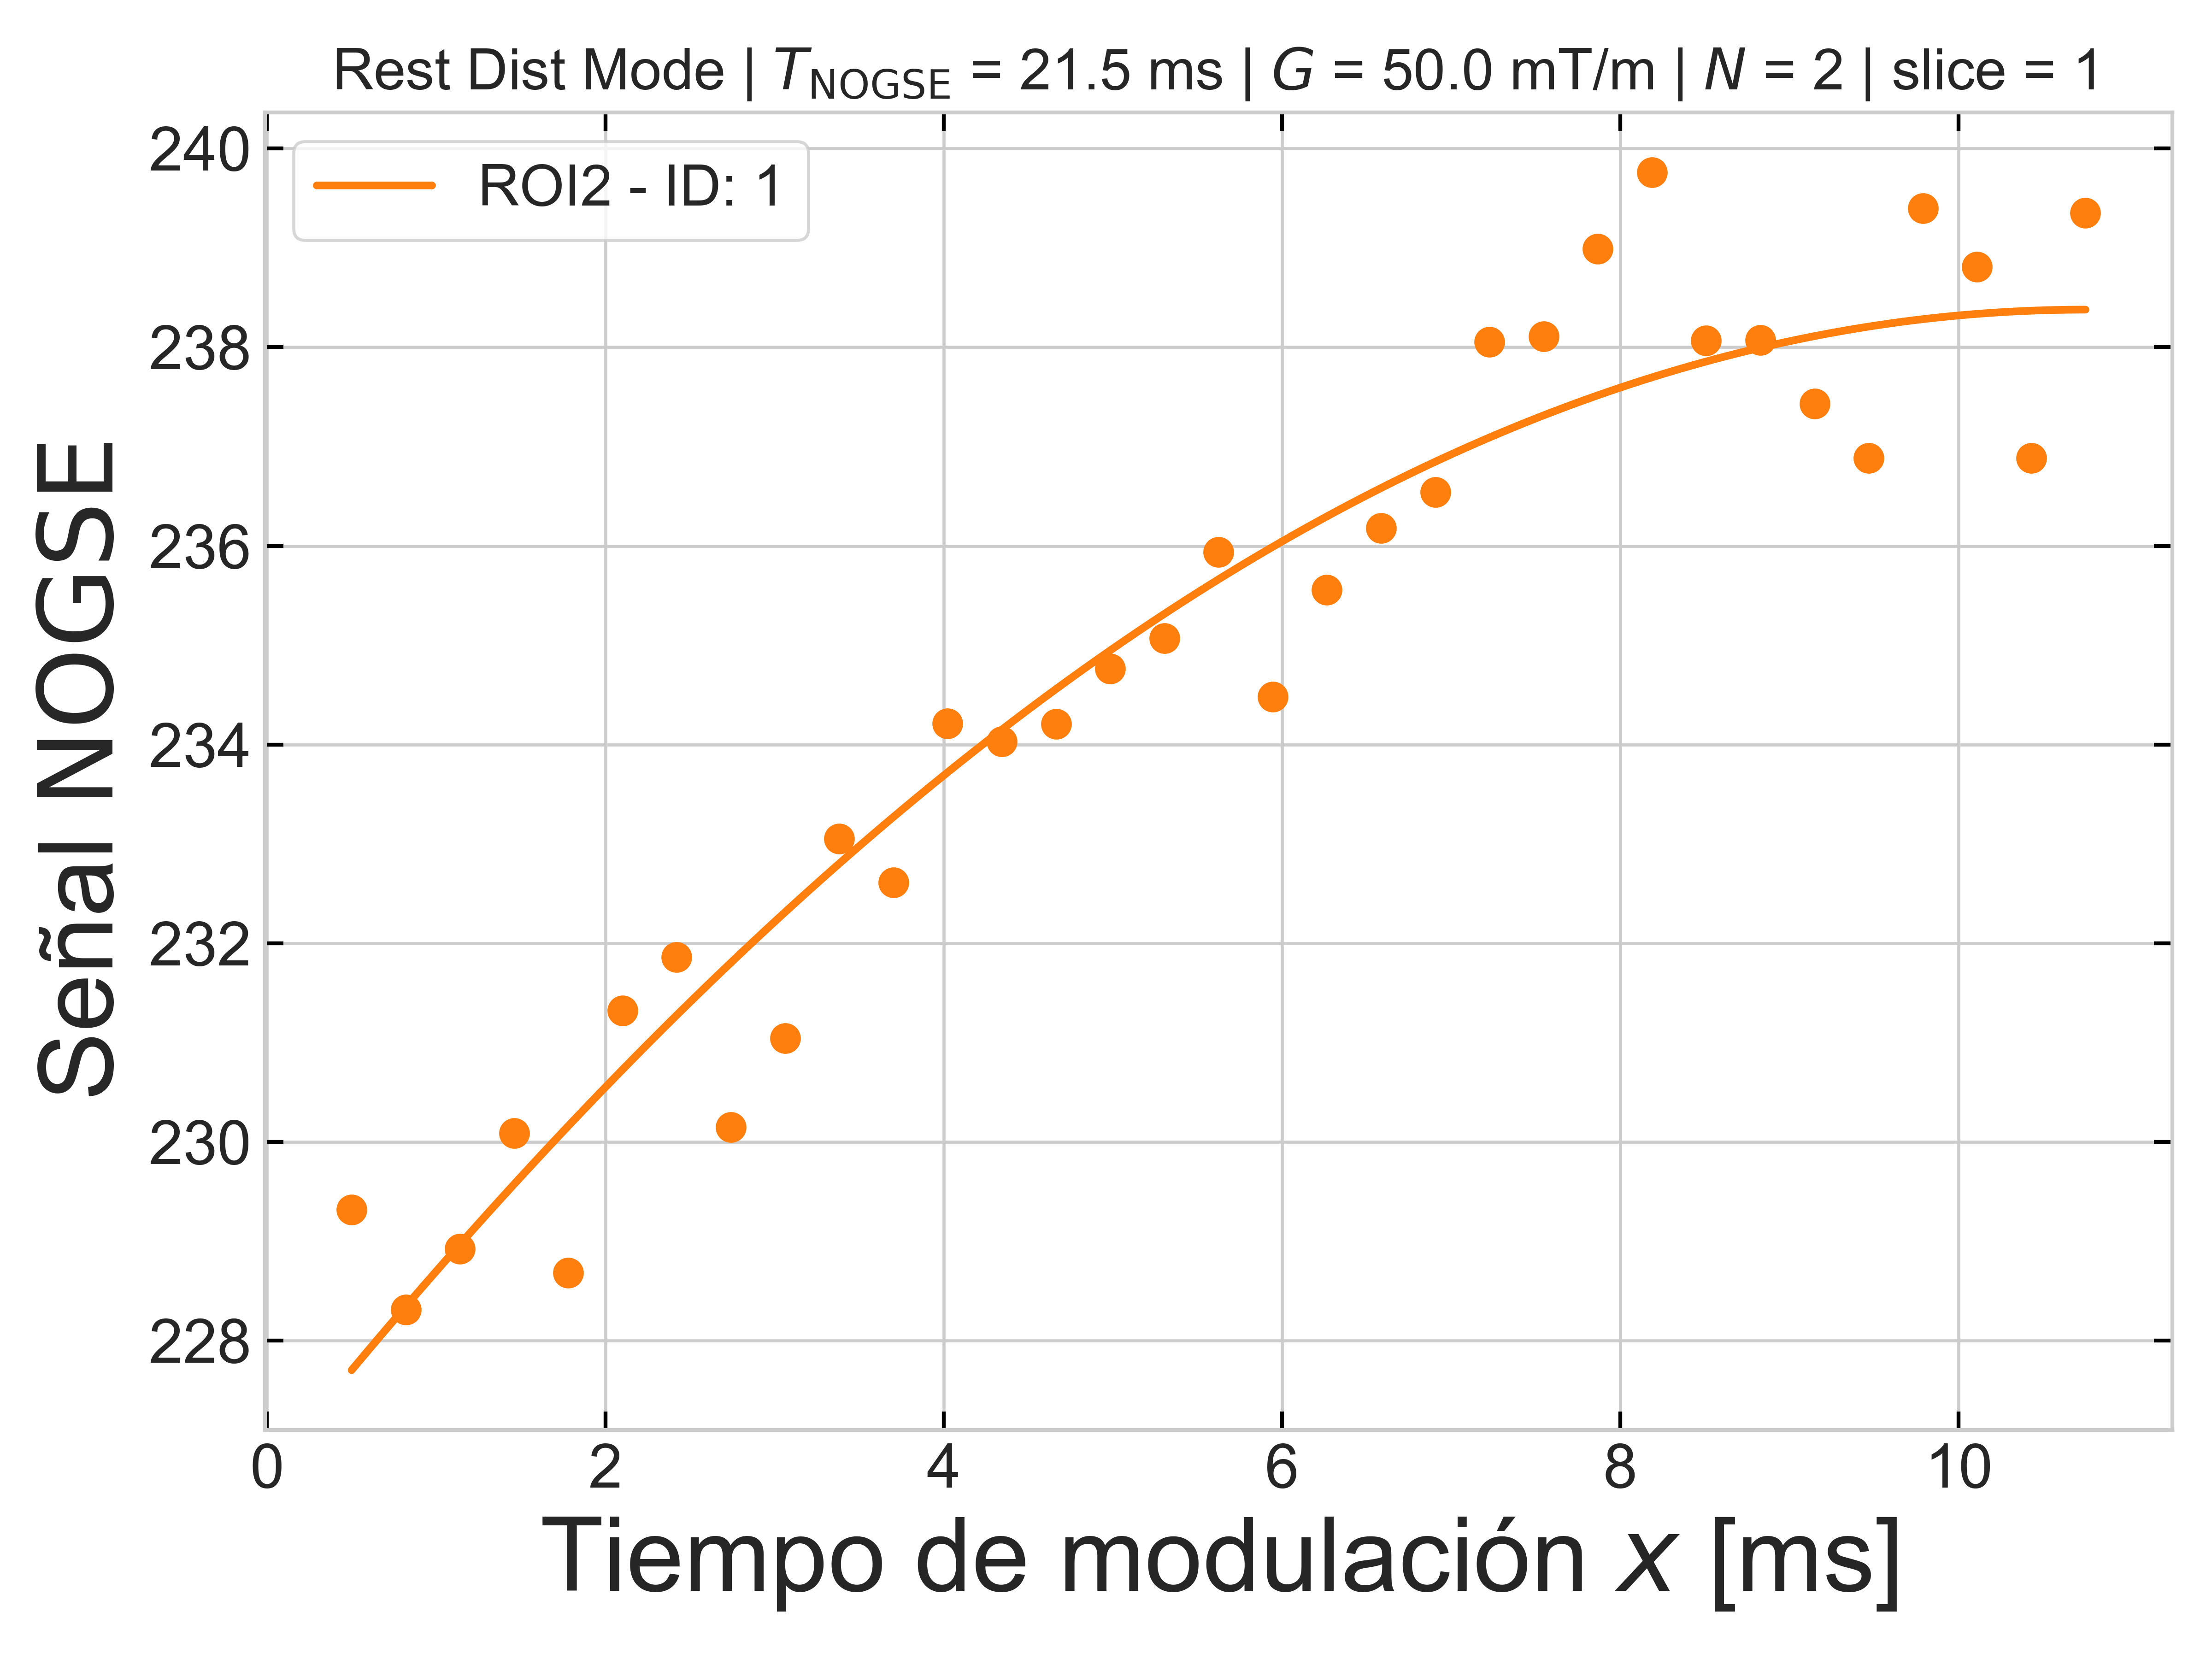 Rest Dist Mode | T_NOGSE = 21.5 ms | G = 50.0 mT/m | N = 2 | slice = 1
ROI2 - ID: 1
240
238
236
234
232
230
228
Señal NOGSE
0 2 4 6 8 10
Tiempo de modulación x [ms]